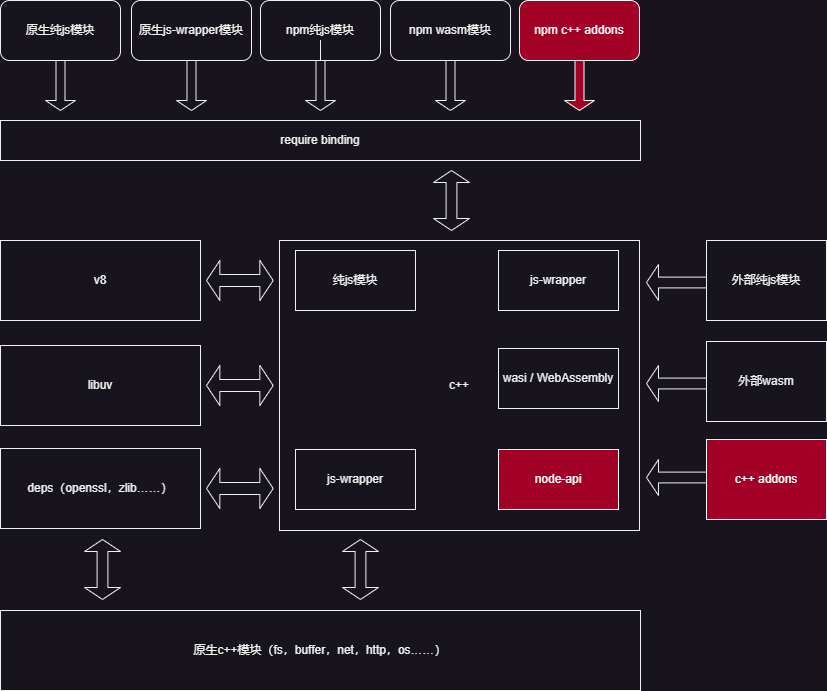 原生纯js模块
原生js-wrapper模块
npm纯js模块
npm wasm模块
npm c++ addons
require binding
v8
纯js模块
js-wrapper
外部纯js模块
libuv
c++
wasi / WebAssembly
外部wasm
deps（openssl，zlib……）
js-wrapper
node-api
c++ addons
原生c++模块（fs，buffer，net，http，os……）